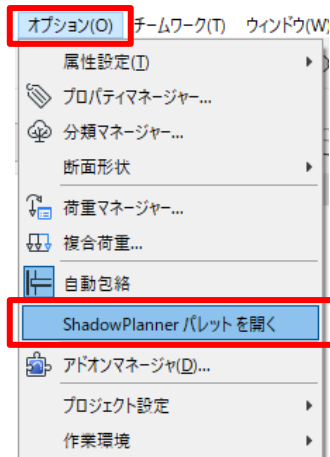 オプション(O) チームワーク(T) ウィンドウ(W)
属性設定(T)
プロパティマネージャー...
分類マネージャー...
断面形状
荷重マネージャー...
複合荷重...
自動包絡
ShadowPlanner パレット を開く
アドオンマネージャ(D)...
プロジェクト設定
作業環境